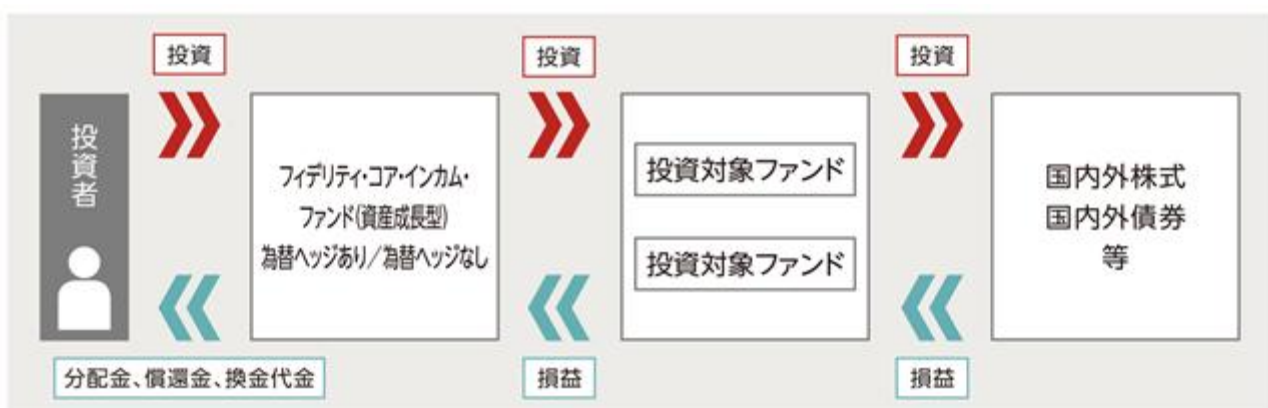 投資
投資
投資
投資者
フィデリティ・コア・インカム・
ファンド(資産成長型)
為替ヘッジあり/為替ヘッジなし
投資対象ファンド
投資対象ファンド
国内外株式
国内外債券
等
分配金、償還金、換金代金
損益
損益